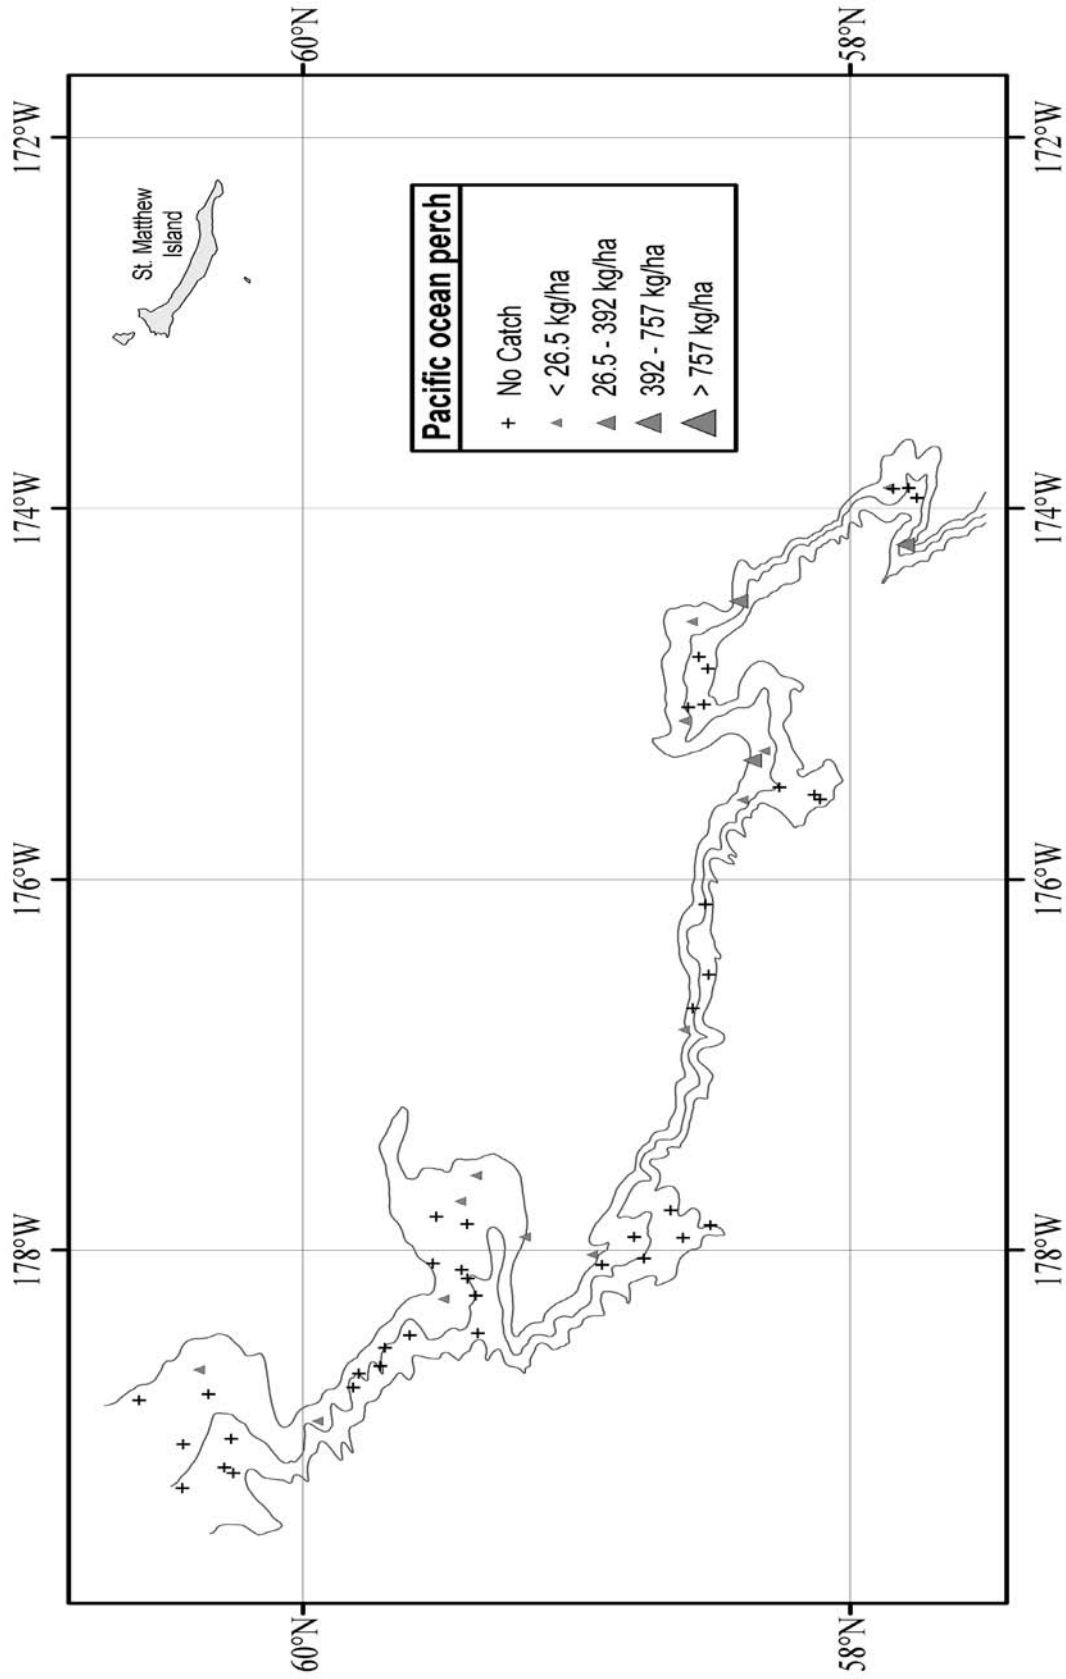 178°W
176°W
174°W
172°W
60°N
60°N
St. Matthew
Island
Pacific ocean perch
No Catch
< 26.5 kg/ha
26.5 - 392 kg/ha
392 - 757 kg/ha
> 757 kg/ha
58°N
58°N
178°W
176°W
174°W
172°W